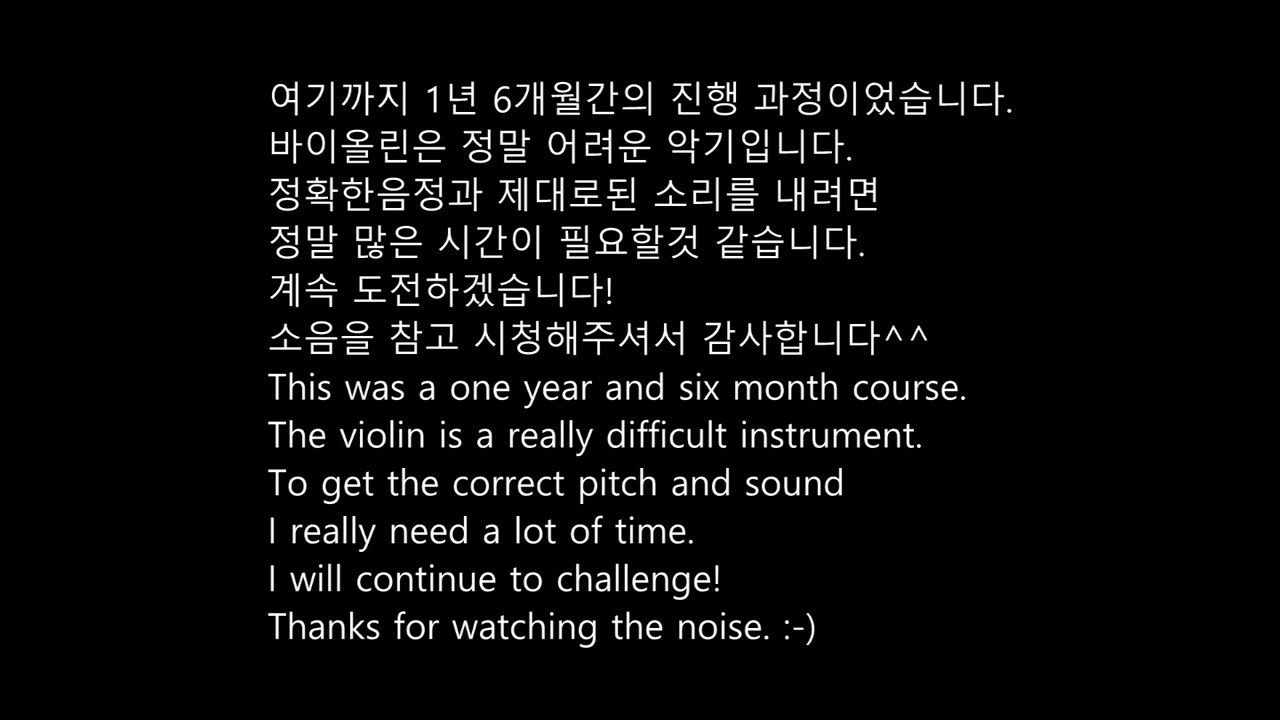 여기까지 1년 6개월간의 진행 과정이었습니다.
바이올린은 정말 어려운 악기입니다.
정확한음정과 제대로된 소리를 내려면
정말 많은 시간이 필요할것 같습니다.
계속 도전하겠습니다!
소음을 참고 시청해주셔서 감사합니다^^
This was a one year and six month course.
The violin is a really difficult instrument.
To get the correct pitch and sound
I really need a lot of time.
I will continue to challenge!
Thanks for watching the noise. :-)